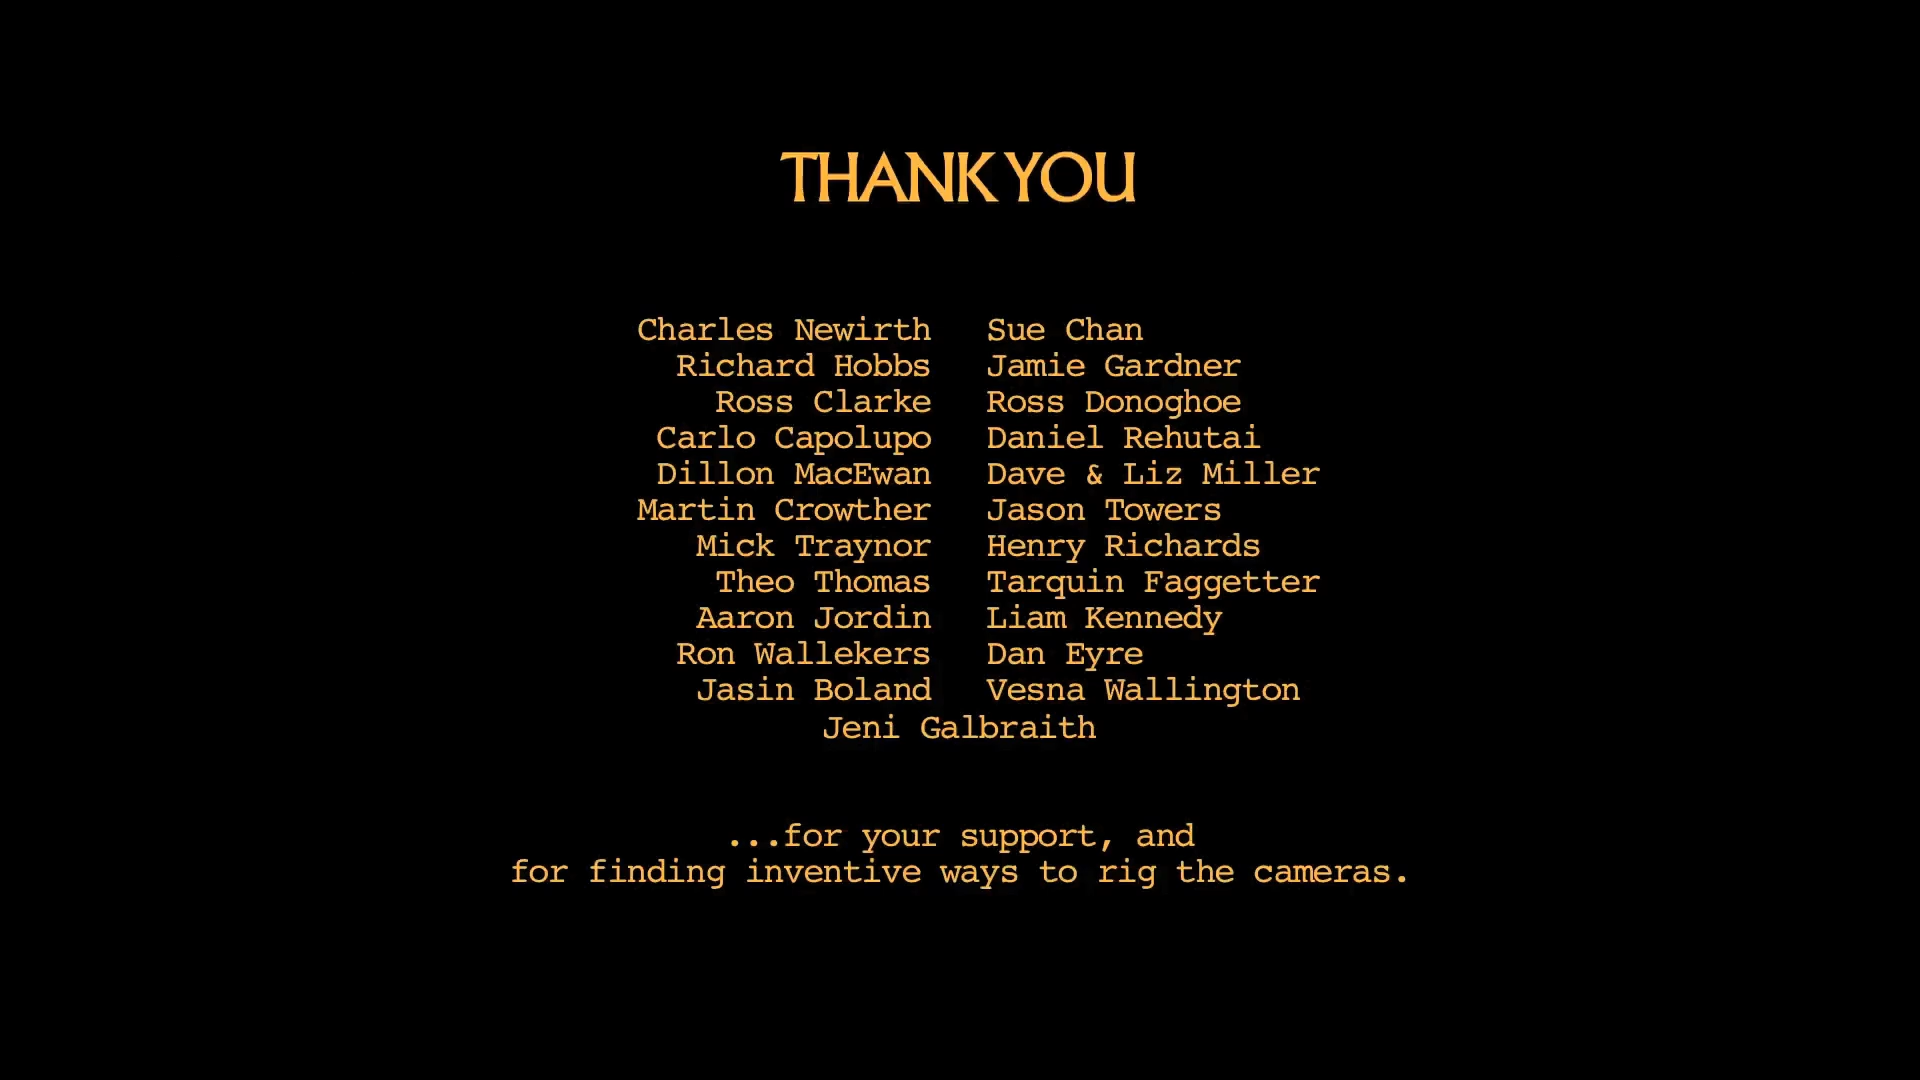 THANK YOU
Charles Newirth Sue Chan
Richard Hobbs Jamie Gardner
Ross Clarke Ross Donoghoe
Carlo Capolupo Daniel Rehutai
Dillon MacEwan Dave & Liz Miller
Martin Crowther Jason Towers
Mick Traynor Henry Richards
Theo Thomas Tarquin Faggetter
Aaron Jordin Liam Kennedy
Ron Wallekers Dan Eyre
Jasin Boland Vesna Wallington
Jeni Galbraith
...for your support, and
for finding inventive ways to rig the cameras.